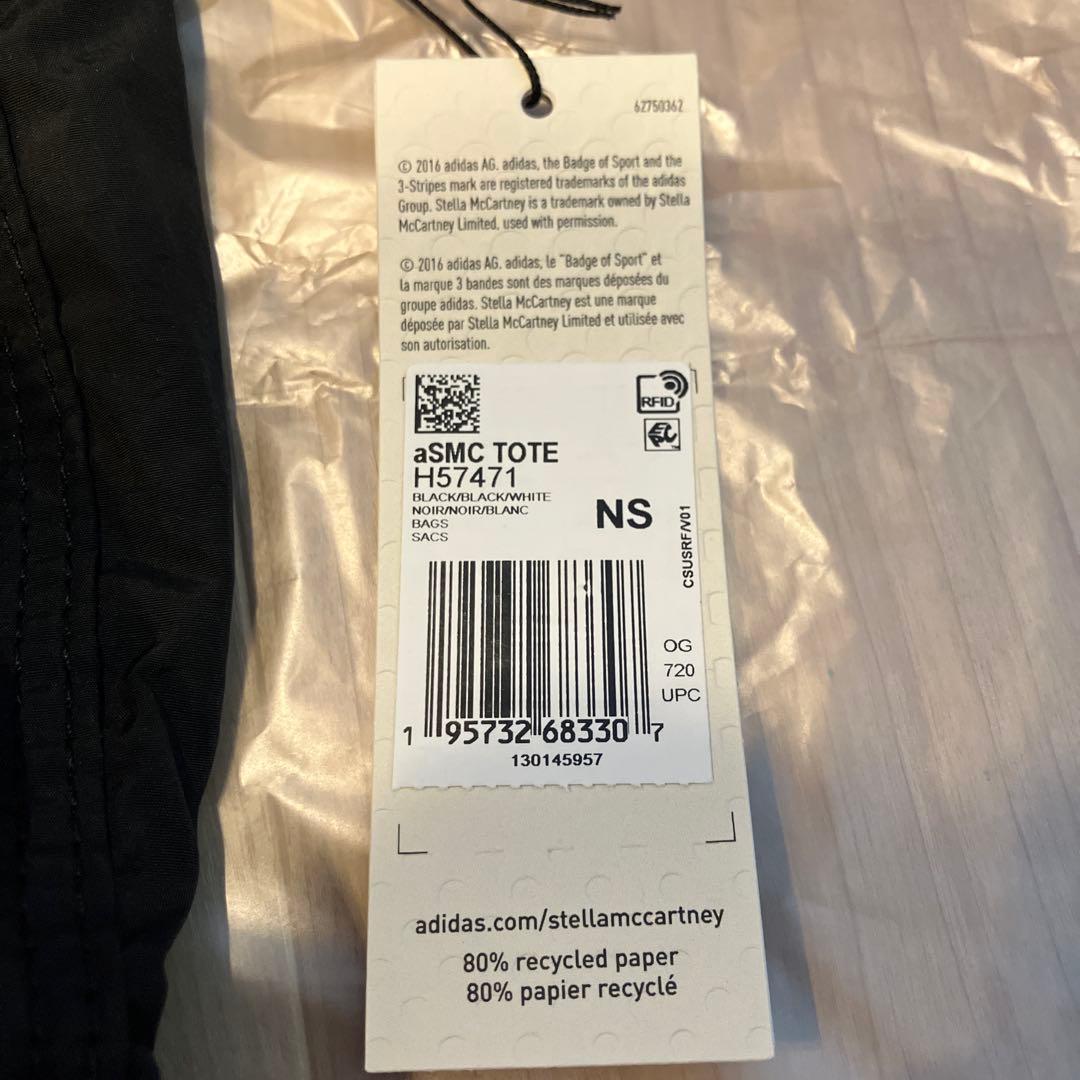 62750362
© 2016 adidas AG. adidas, the Badge of Sport and the
3-Stripes mark are registered trademarks of the adidas
Group. Stella McCartney is a trademark owned by Stella
McCartney Limited, used with permission.
© 2016 adidas AG. adidas, le "Badge of Sport" et
la marque 3 bandes sont des marques déposées du
groupe adidas. Stella McCartney est une marque
déposée par Stella McCartney Limited et utilisée avec
son autorisation.
RFID
EPC
aSMC TOTE
H57471
BLACK/BLACK/WHITE
NOIR/NOIR/BLANC
BAGS
SACS
NS
CSUSRF/V01
OG
720
UPC
1 95732 68330 7
130145957
adidas.com/stellamccartney
80% recycled paper
80% papier recyclé